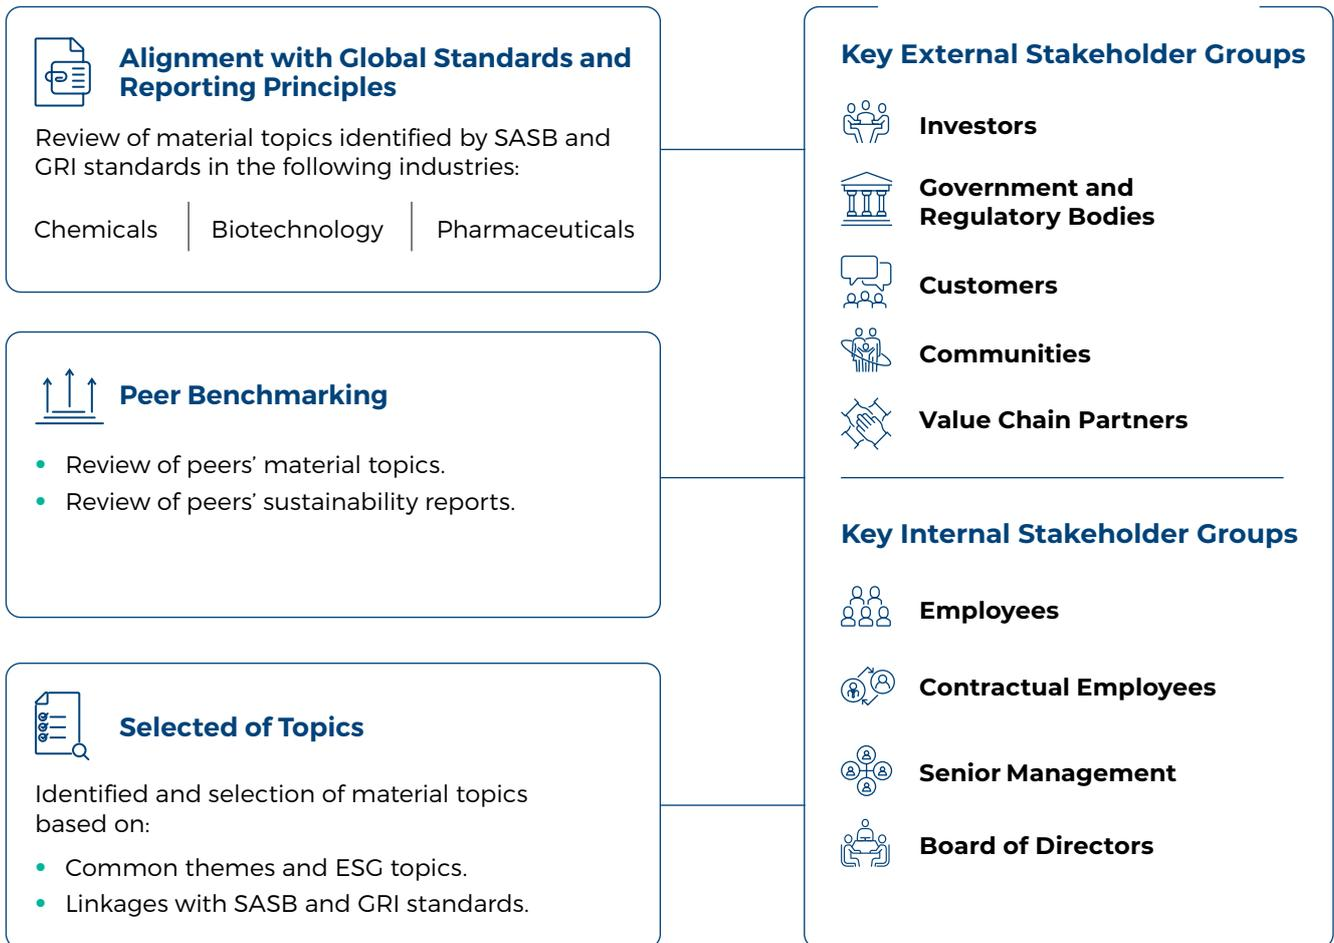 Alignment with Global Standards and
Reporting Principles
Review of material topics identified by SASB and
GRI standards in the following industries:
Chemicals
Biotechnology
Pharmaceuticals
Peer Benchmarking
• Review of peers’ material topics.
• Review of peers’ sustainability reports.
Selected of Topics
Identified and selection of material topics
based on:
• Common themes and ESG topics.
• Linkages with SASB and GRI standards.
Key External Stakeholder Groups
Investors
Government and
Regulatory Bodies
Customers
Communities
Value Chain Partners
Key Internal Stakeholder Groups
Employees
Contractual Employees
Senior Management
Board of Directors